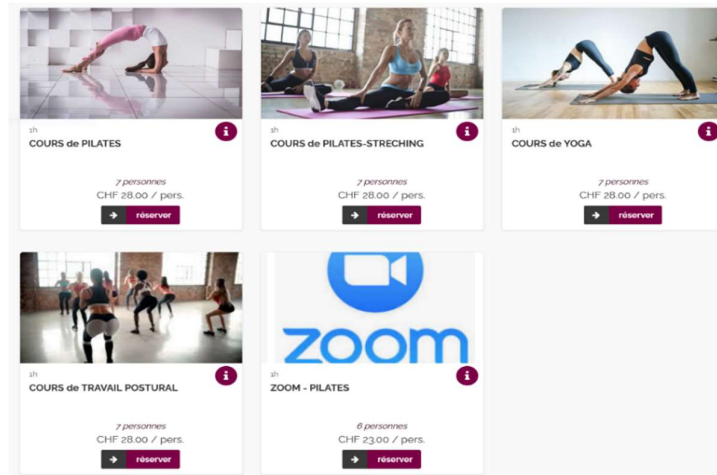 1h
COURS de PILATES
7 personnes
CHF 28.00 / pers.
réserver
1h
COURS de PILATES-STRECHING
7 personnes
CHF 28.00 / pers.
réserver
1h
COURS de YOGA
7 personnes
CHF 28.00 / pers.
réserver
1h
COURS de TRAVAIL POSTURAL
7 personnes
CHF 28.00 / pers.
réserver
zoom
1h
ZOOM - PILATES
6 personnes
CHF 23.00 / pers.
réserver